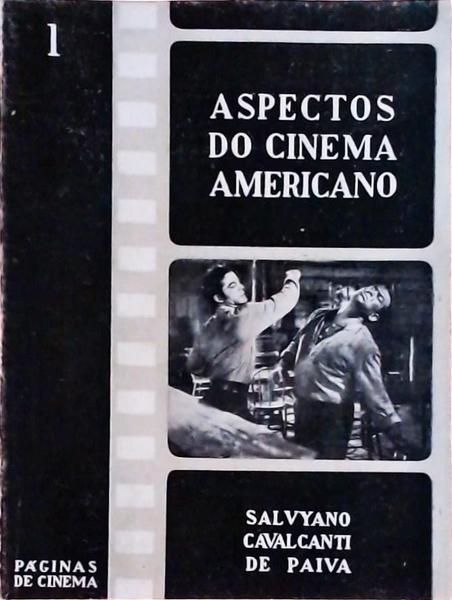 1
ASPECTOS
DO CINEMA
AMERICANO
SALVYANO
CAVALCANTI
DE PAIVA
PÁGINAS
DE CINEMA